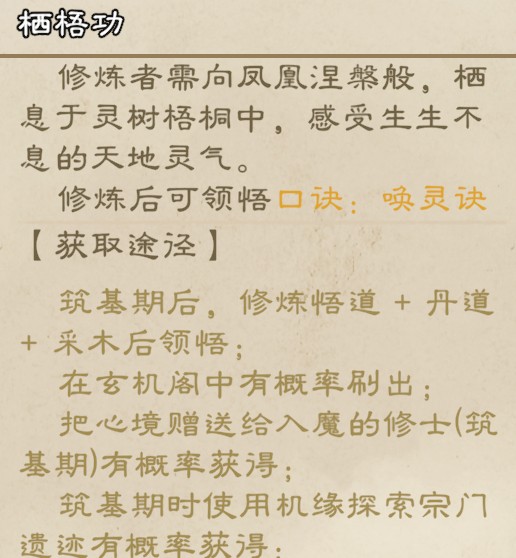 栖梧功
修炼者需向凤凰涅槃般，栖
息于灵树梧桐中，感受生生不
息的天地灵气。
修炼后可领悟口诀：唤灵诀
【获取途径】
筑基期后，修炼悟道 + 丹道
+ 采木后领悟；
在玄机阁中有概率刷出；
把心境赠送给入魔的修士(筑
基期)有概率获得；
筑基期时使用机缘探索宗门
遗迹有概率获得；